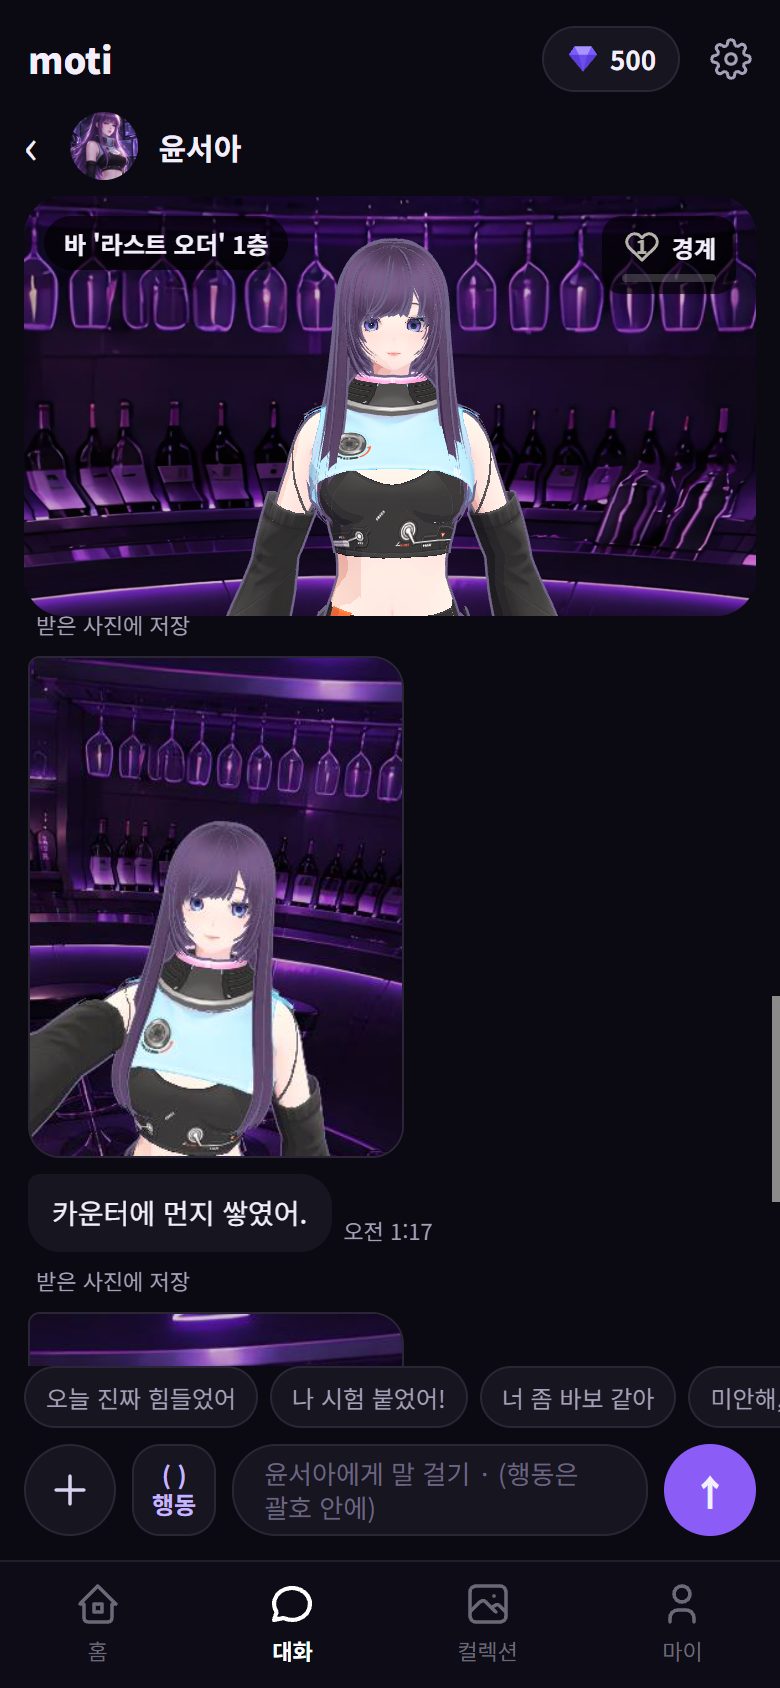 moti
500
‹
윤서아
바 '라스트 오더' 1층
1 경계
받은 사진에 저장
카운터에 먼지 쌓였어.
오전 1:17
받은 사진에 저장
오늘 진짜 힘들었어
나 시험 붙었어!
너 좀 바보 같아
미안해,
( )
행동
윤서아에게 말 걸기 · (행동은
괄호 안에)
홈
대화
컬렉션
마이